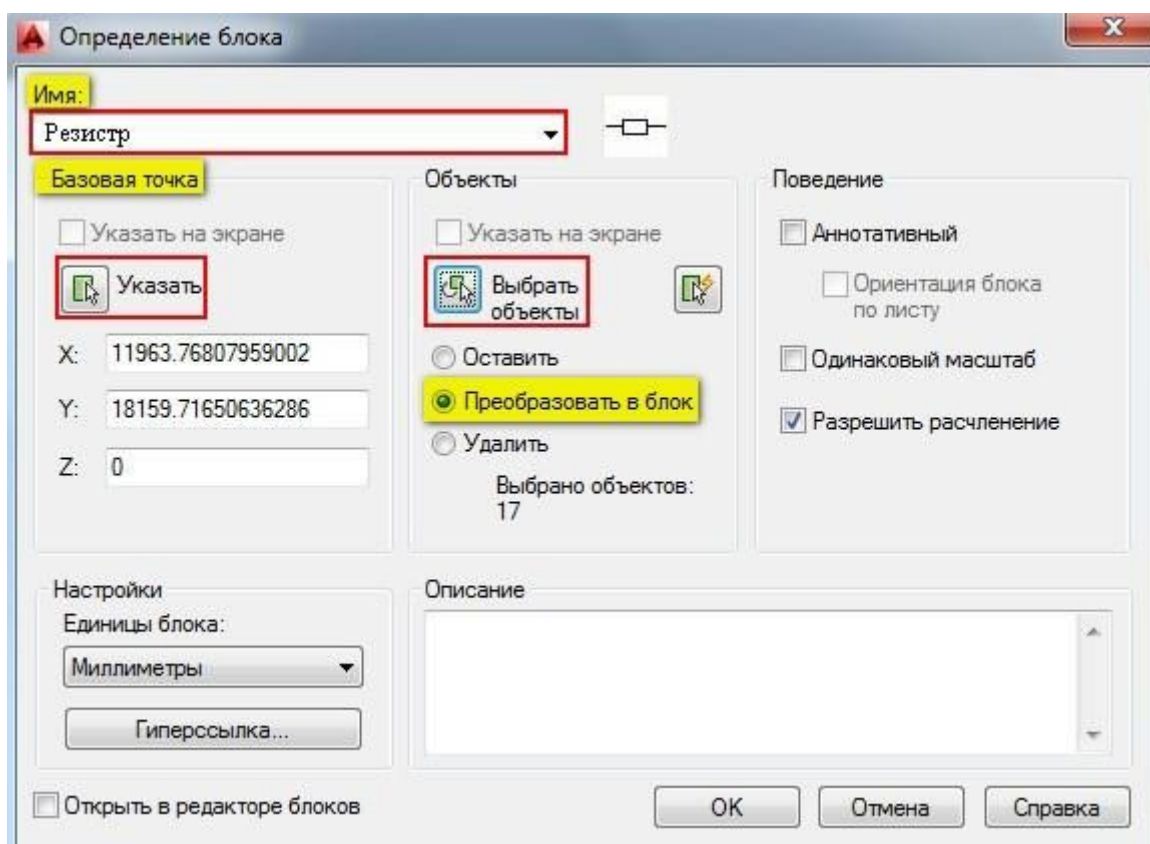 Определение блока
Имя:
Резистр
Базовая точка
Указать на экране
Указать
X: 11963.76807959002
Y: 18159.71650636286
Z: 0
Объекты
Указать на экране
Выбрать
объекты
Оставить
Преобразовать в блок
Удалить
Выбрано объектов:
17
Поведение
Аннотативный
Ориентация блока
по листу
Одинаковый масштаб
Разрешить расчленение
Настройки
Единицы блока:
Миллиметры
Гиперссылка...
Описание
Открыть в редакторе блоков
ОК
Отмена
Справка